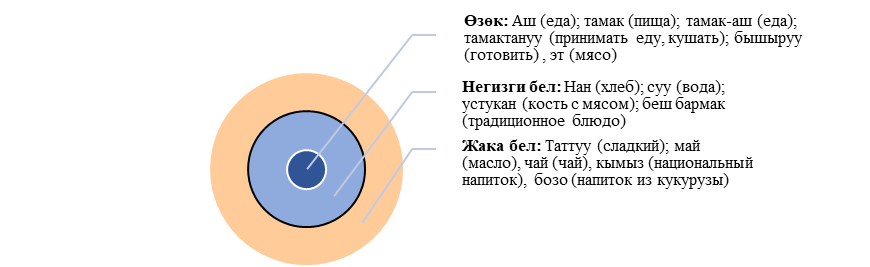 Өзөк: Аш (еда); тамак (пища); тамак-аш (еда);
тамактануу (принимать еду, кушать); бышыруу
(готовить) , эт (мясо)
Негизги бел: Нан (хлеб); суу (вода);
устукан (кость с мясом); беш бармак
(традиционное блюдо)
Жака бел: Таттуу (сладкий); май
(масло), чай (чай), кымыз (национальный
напиток), бозо (напиток из кукурузы)